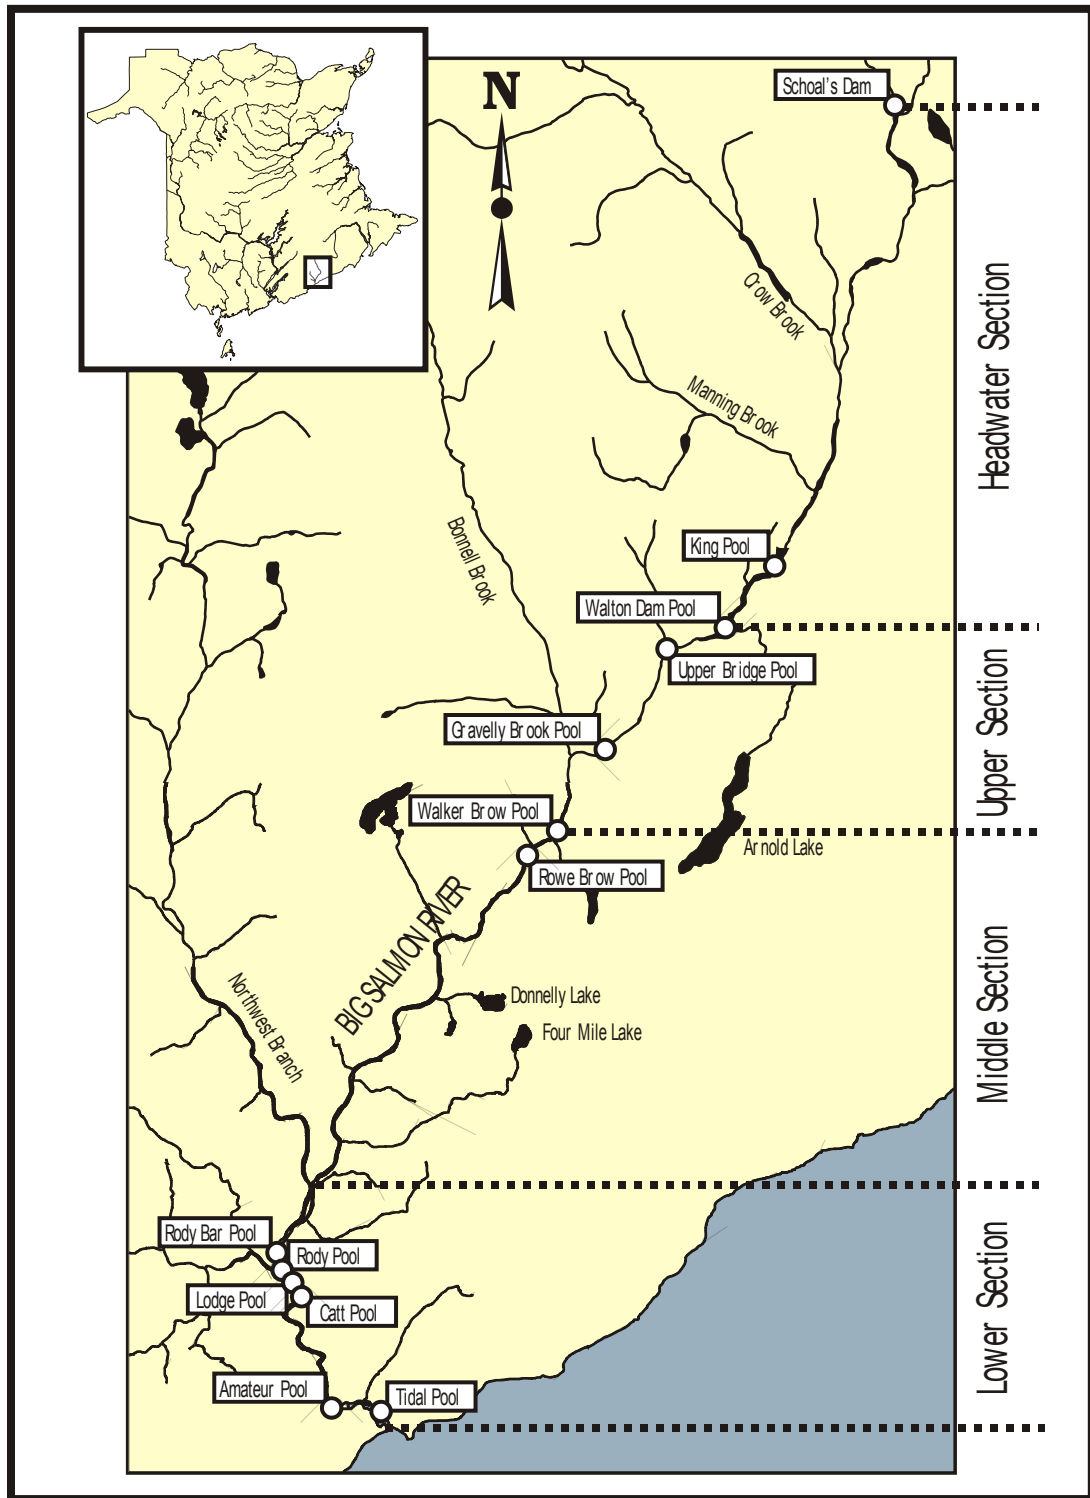 Schoal's Dam
N
Crow Brook
Headwater Section
Manning Brook
Bonnell Brook
King Pool
Walton Dam Pool
Upper Bridge Pool
Upper Section
Gravelly Brook Pool
Walker Brow Pool
Arnold Lake
Rowe Brow Pool
BIG SALMON RIVER
Middle Section
Northwest Branch
Donnelly Lake
Four Mile Lake
Rody Bar Pool
Rody Pool
Lodge Pool
Catt Pool
Lower Section
Amateur Pool
Tidal Pool